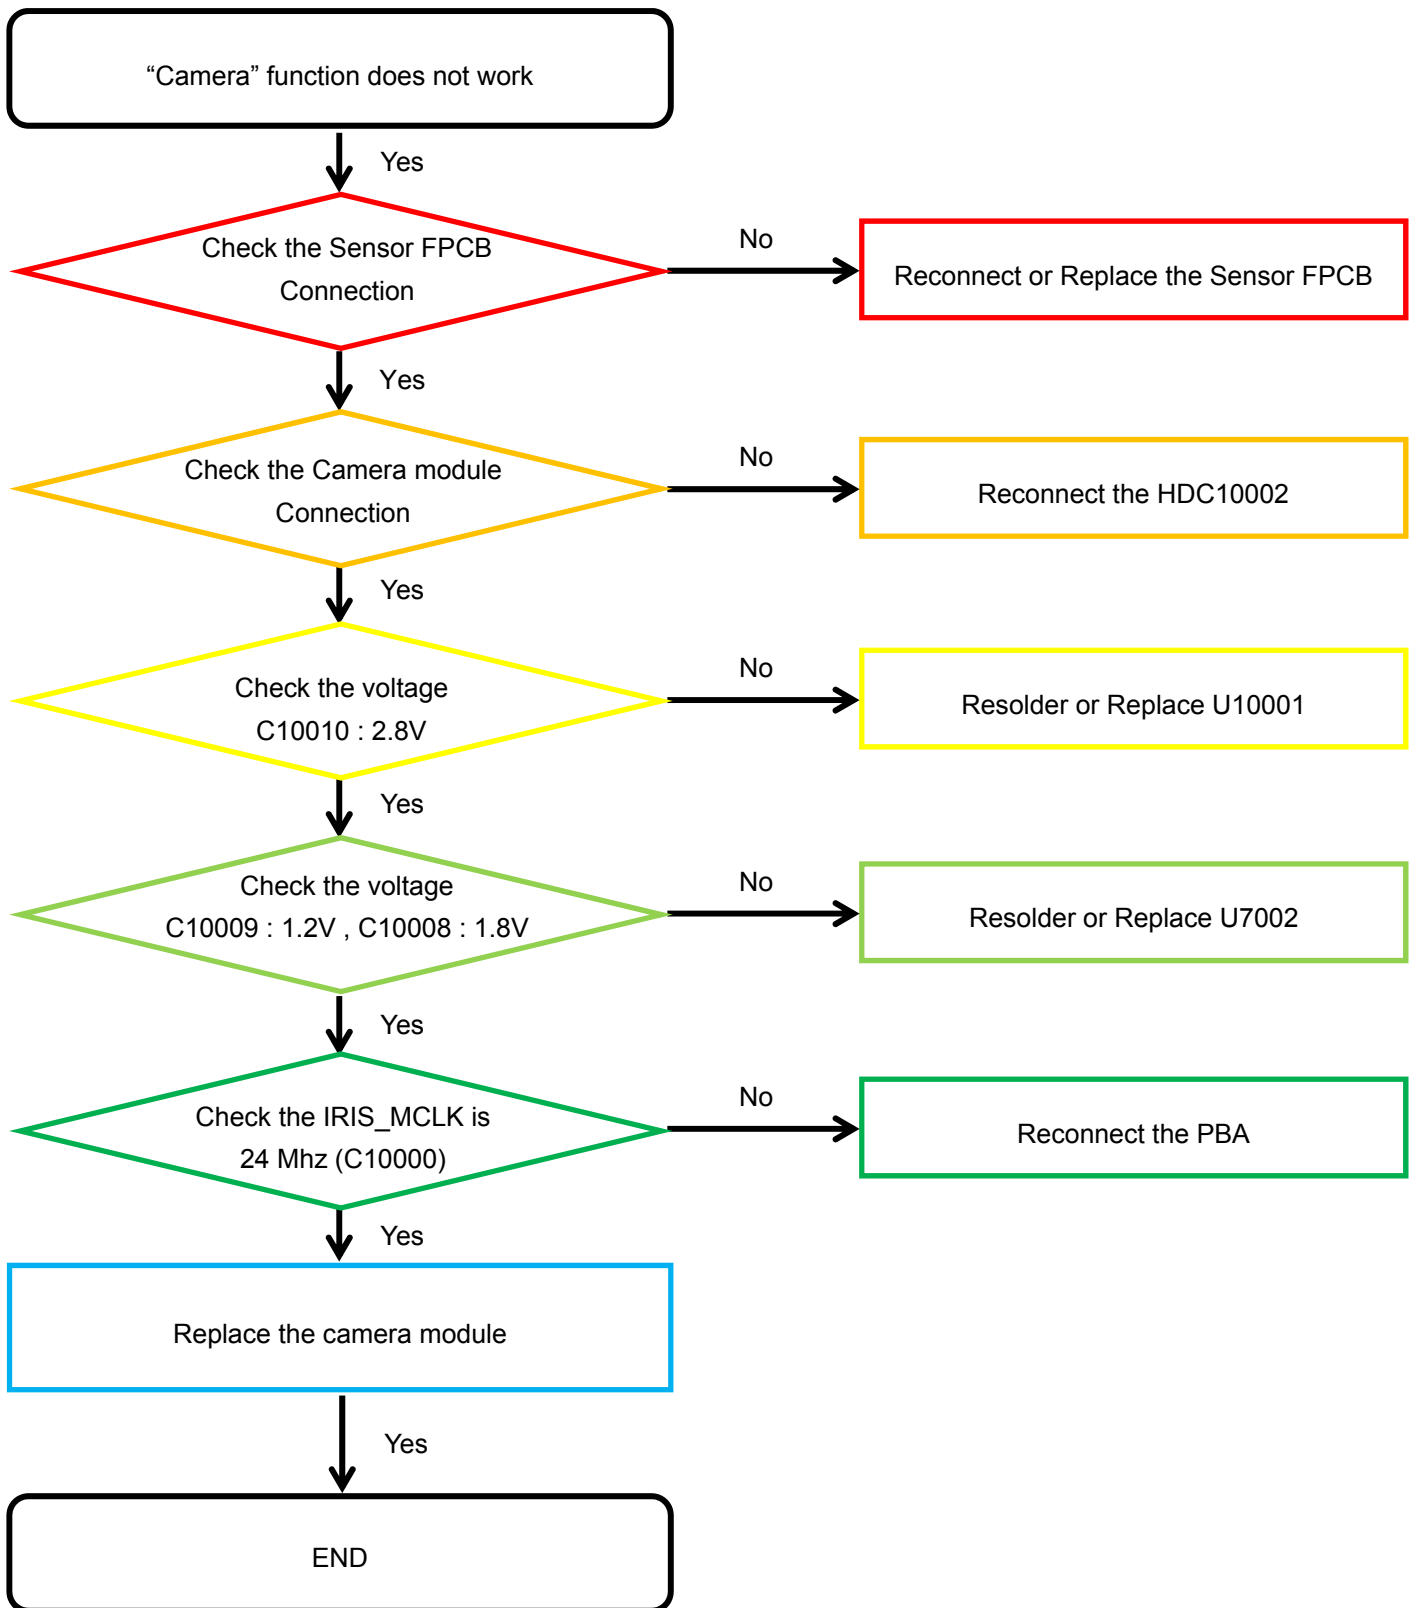 “Camera” function does not work
Yes
Check the Sensor FPCB
Connection
No
Reconnect or Replace the Sensor FPCB
Yes
Check the Camera module
Connection
No
Reconnect the HDC10002
Yes
Check the voltage
C10010 : 2.8V
No
Resolder or Replace U10001
Yes
Check the voltage
C10009 : 1.2V , C10008 : 1.8V
No
Resolder or Replace U7002
Yes
Check the IRIS_MCLK is
24 Mhz (C10000)
No
Reconnect the PBA
Yes
Replace the camera module
Yes
END